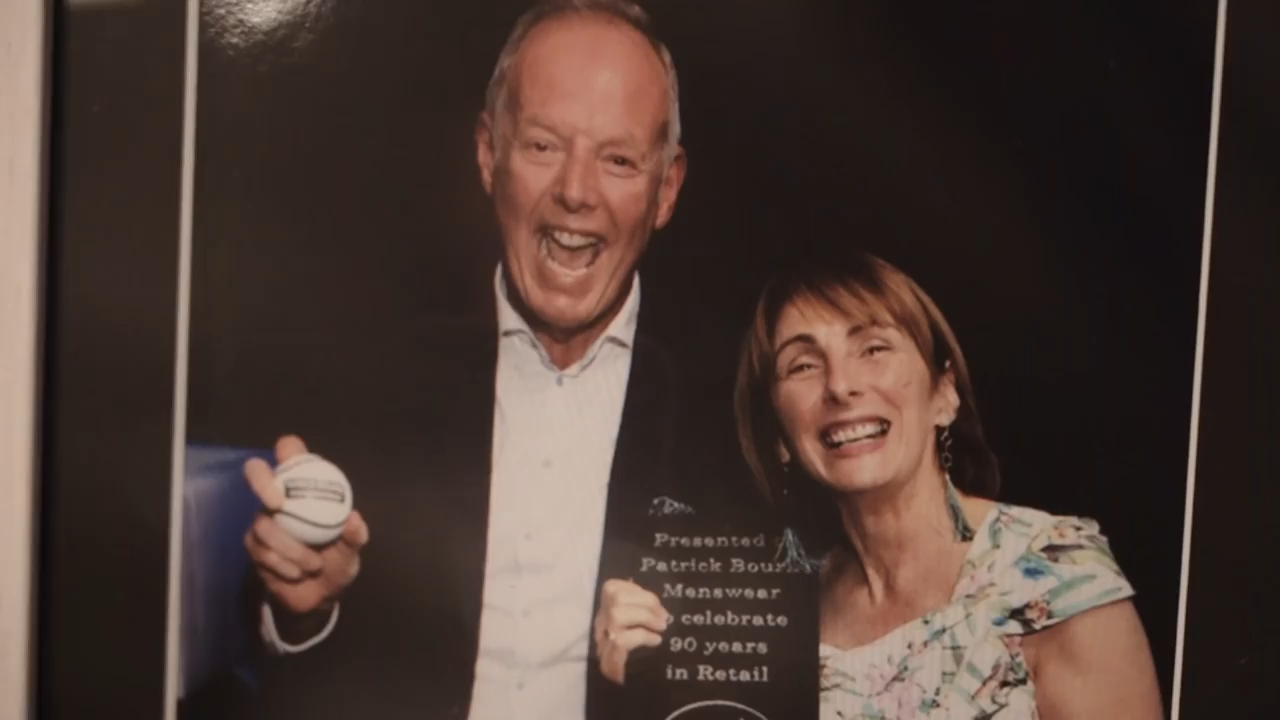 Presented
Patrick
Menswear
celebrate
90 years
in Retail